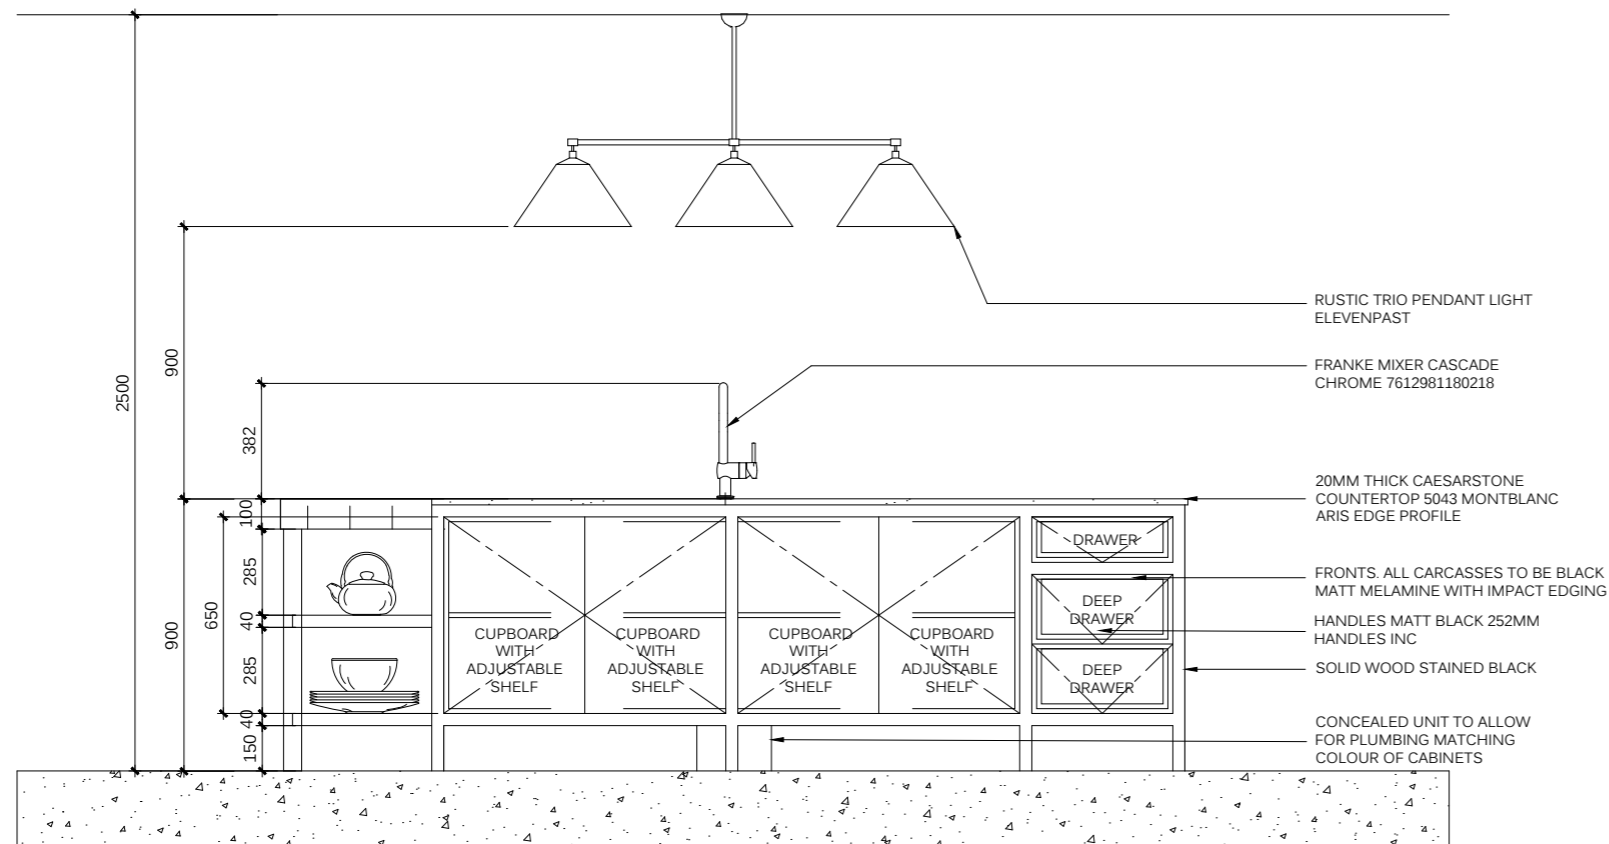 2500
900
900
382
100
285
40
285
40
150
650
RUSTIC TRIO PENDANT LIGHT
ELEVENPAST
FRANKE MIXER CASCADE
CHROME 7612981180218
20MM THICK CAESARSTONE
COUNTERTOP 5043 MONTBLANC
ARIS EDGE PROFILE
FRONTS. ALL CARCASSES TO BE BLACK
MATT MELAMINE WITH IMPACT EDGING
HANDLES MATT BLACK 252MM
HANDLES INC
SOLID WOOD STAINED BLACK
CONCEALED UNIT TO ALLOW
FOR PLUMBING MATCHING
COLOUR OF CABINETS
CUPBOARD
WITH
ADJUSTABLE
SHELF
CUPBOARD
WITH
ADJUSTABLE
SHELF
CUPBOARD
WITH
ADJUSTABLE
SHELF
CUPBOARD
WITH
ADJUSTABLE
SHELF
DRAWER
DEEP
DRAWER
DEEP
DRAWER